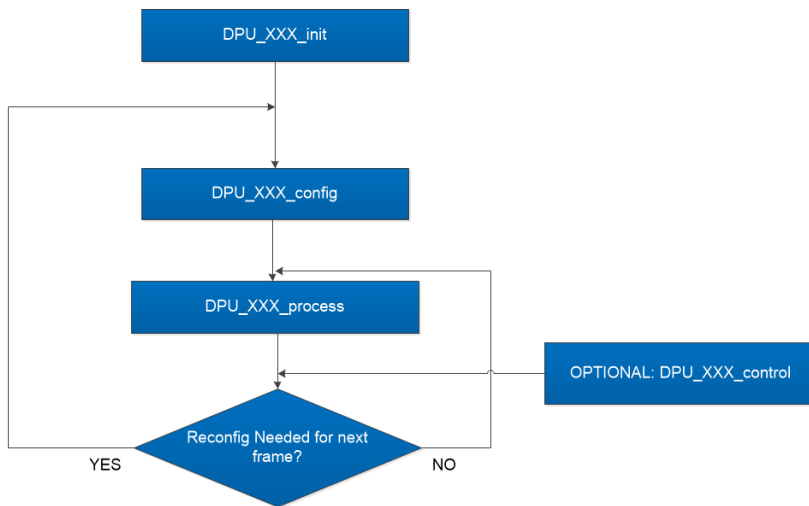 DPU_XXX_init
DPU_XXX_config
DPU_XXX_process
OPTIONAL: DPU_XXX_control
Reconfig Needed for next
frame?
YES
NO